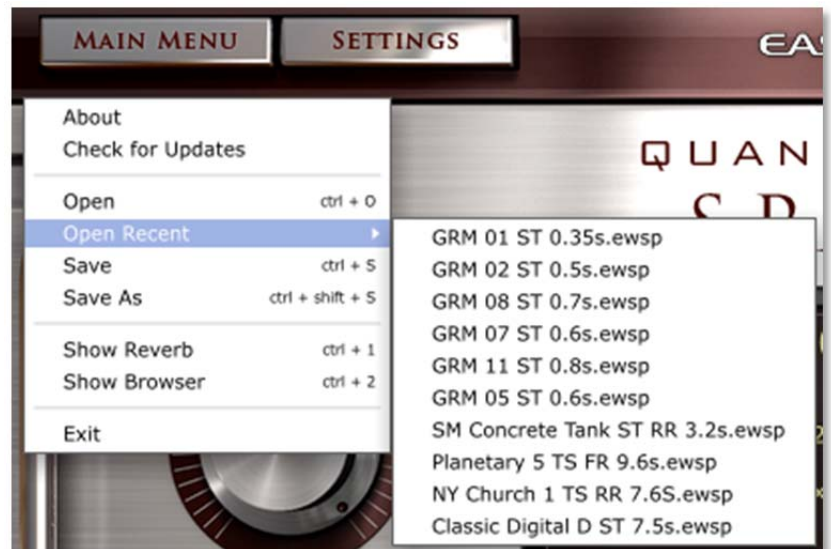 MAIN MENU
SETTINGS
EA
About
Check for Updates
Open ctrl + O
Open Recent
Save ctrl + S
Save As ctrl + shift + S
Show Reverb ctrl + 1
Show Browser ctrl + 2
Exit
QUAN
GRM 01 ST 0.35s.ewsp
GRM 02 ST 0.5s.ewsp
GRM 08 ST 0.7s.ewsp
GRM 07 ST 0.6s.ewsp
GRM 11 ST 0.8s.ewsp
GRM 05 ST 0.6s.ewsp
SM Concrete Tank ST RR 3.2s.ewsp
Planetary 5 TS FR 9.6s.ewsp
NY Church 1 TS RR 7.6S.ewsp
Classic Digital D ST 7.5s.ewsp